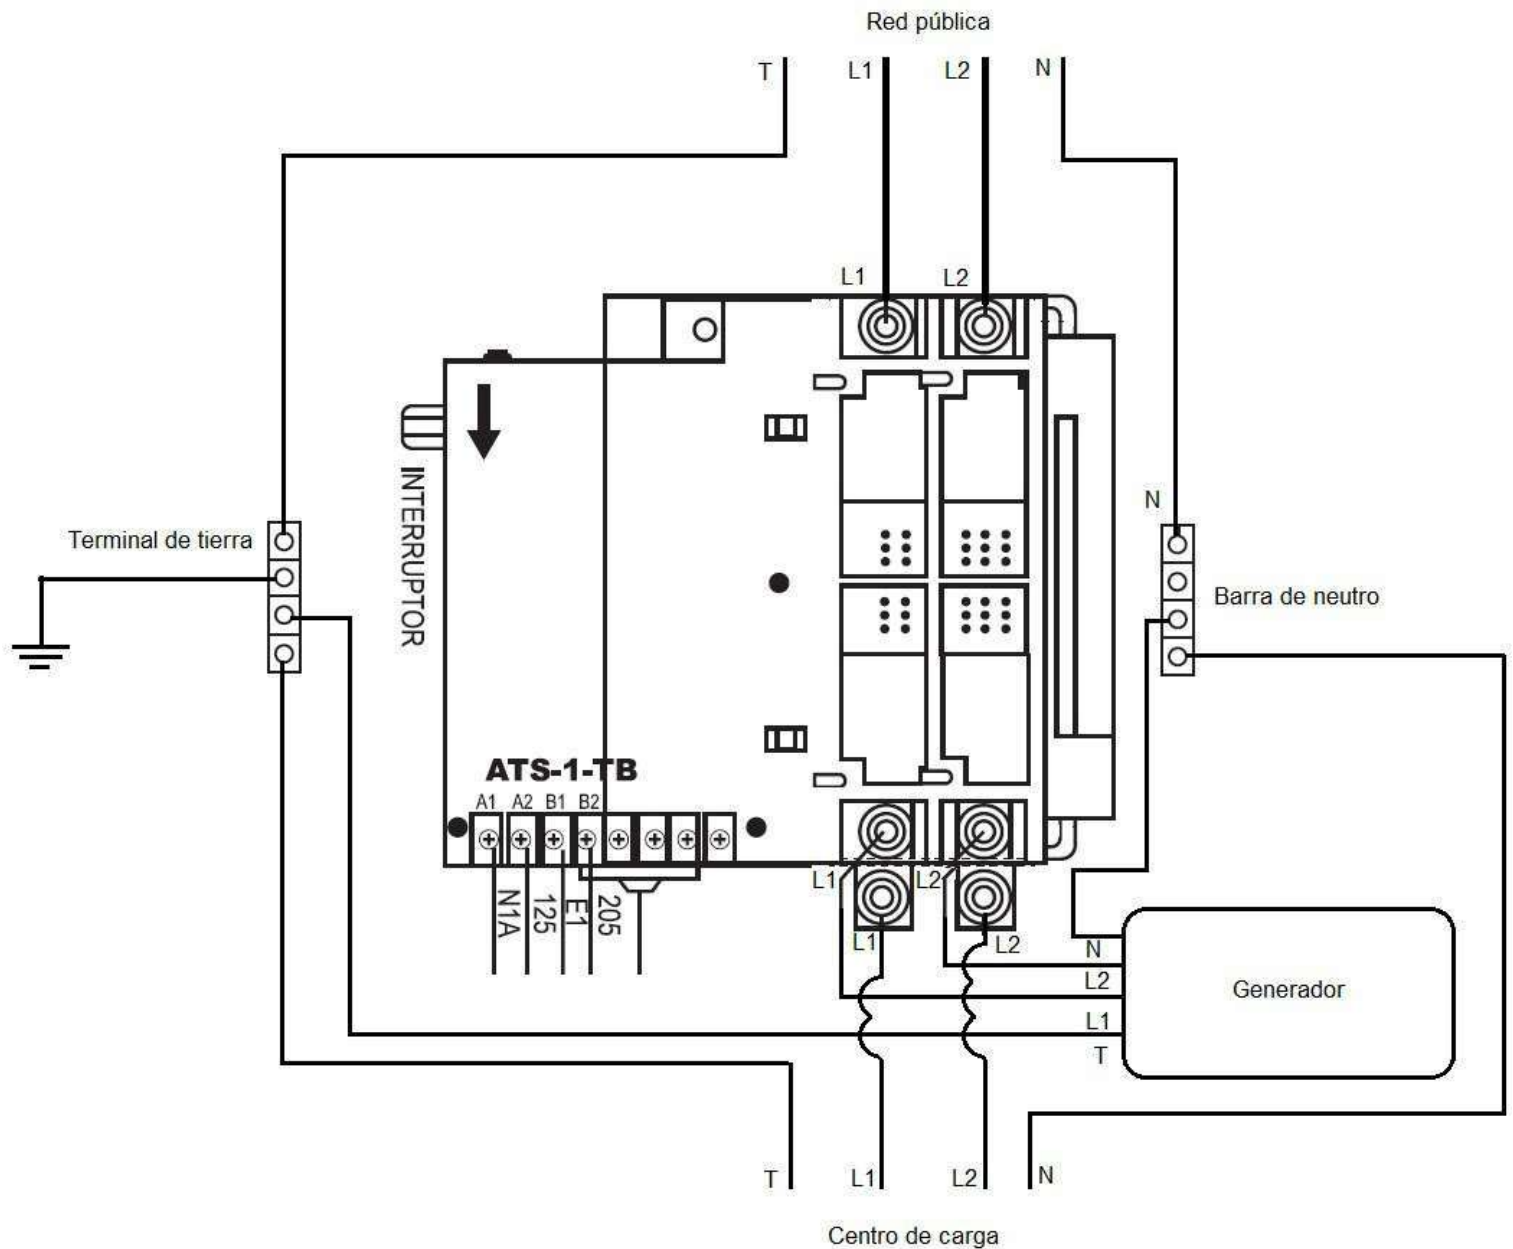 Red pública
T
L1
L2
N
L1
L2
INTERRUPTOR
N
Terminal de tierra
Barra de neutro
ATS-1-TB
A1
A2
B1
B2
N1A
125
E1
205
L1
L2
L1
L2
N
L2
L1
T
Generador
T
L1
L2
N
Centro de carga